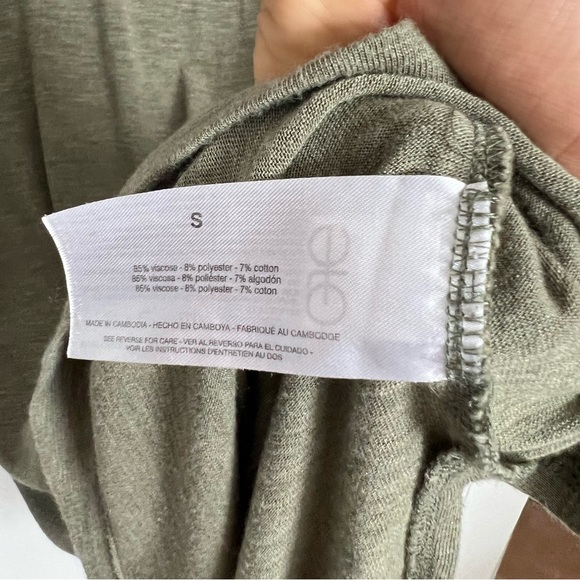 S
85% viscose - 8% polyester - 7% cotton
85% viscosa - 8% poliéster - 7% algodón
85% viscose - 8% polyester - 7% coton
MADE IN CAMBODIA - HECHO EN CAMBOYA - FABRIQUÉ AU CAMBODGE
SEE REVERSE FOR CARE - VER AL REVERSO PARA EL CUIDADO -
VOIR LES INSTRUCTIONS D'ENTRETIEN AU DOS